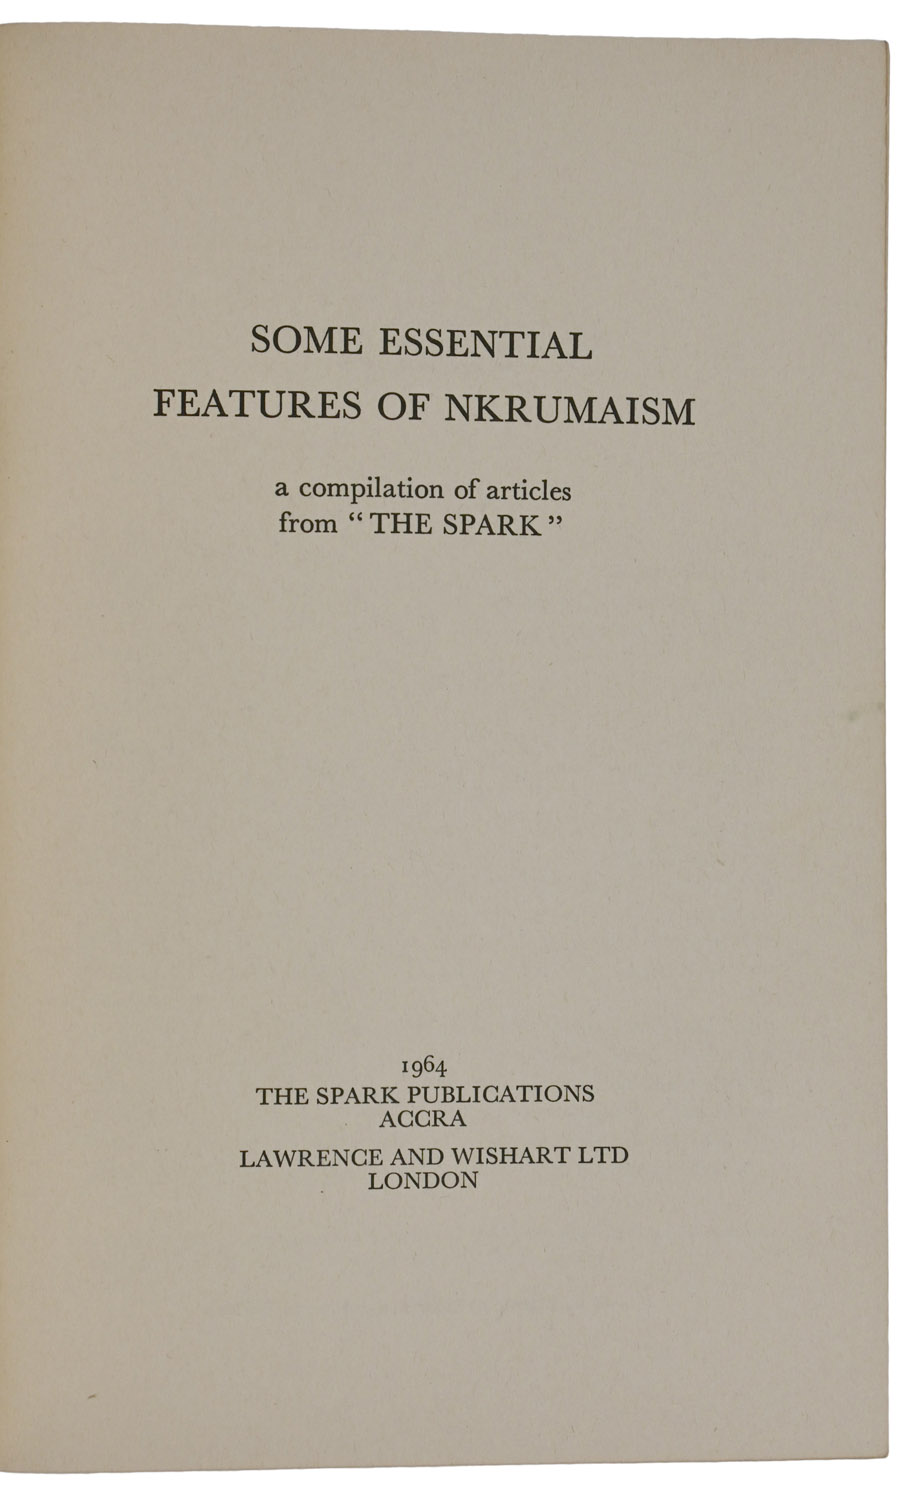 SOME ESSENTIAL
FEATURES OF NKRUMAISM
a compilation of articles
from “THE SPARK”
1964
THE SPARK PUBLICATIONS
ACCRA
LAWRENCE AND WISHART LTD
LONDON